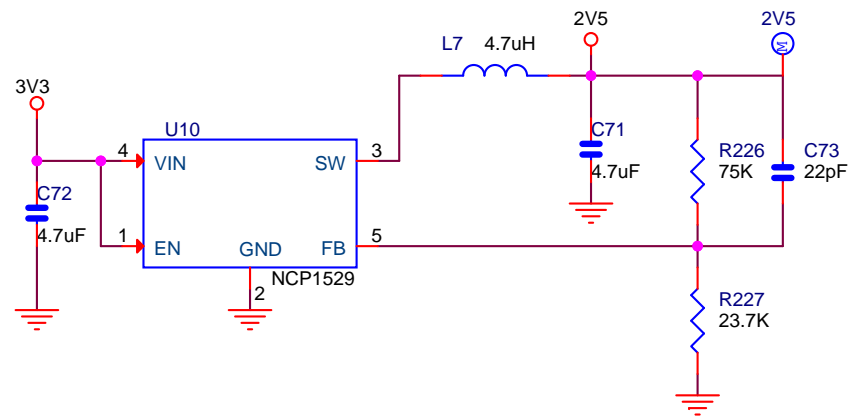 2V5
2V5
M
L7
4.7uH
3V3
U10
4
VIN
SW
3
C71
4.7uF
R226
75K
C73
22pF
C72
4.7uF
1
EN
GND
FB
5
NCP1529
2
R227
23.7K